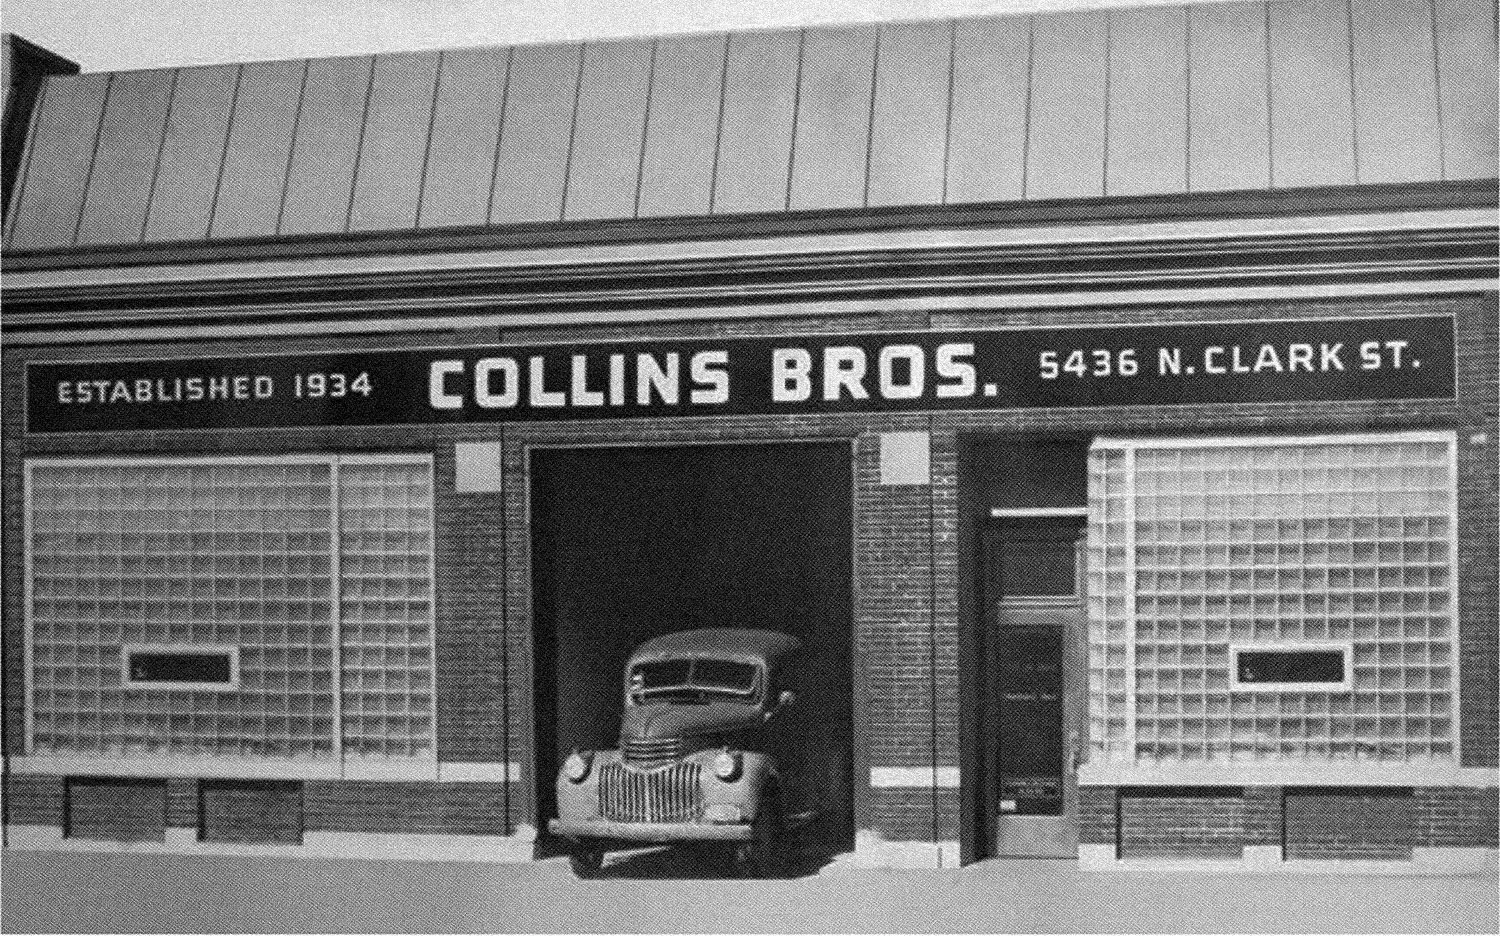 ESTABLISHED 1934 COLLINS BROS. 5436 N. CLARK ST.